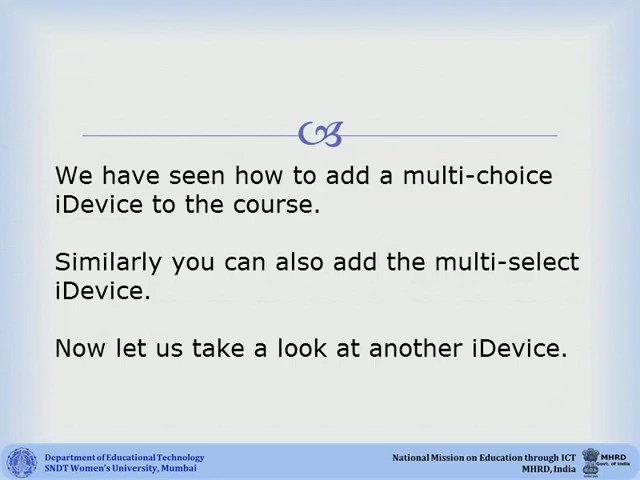 We have seen how to add a multi-choice
iDevice to the course.
Similarly you can also add the multi-select
iDevice.
Now let us take a look at another iDevice.
Department of Educational Technology
SNDT Women's University, Mumbai
National Mission on Education through ICT
MHRD, India
MHRD
Govt. of India